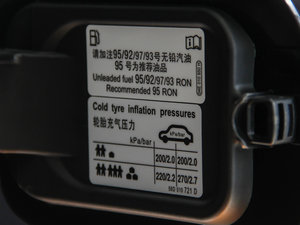 请加注95/92/97/93号无铅汽油
95 号为推荐油品
Unleaded fuel 95/92/97/93 RON
Recommended 95 RON
Cold tyre inflation pressures
轮胎充气压力
kPa/bar
kPa/bar
200/2.0 200/2.0
220/2.2 270/2.7
721 D